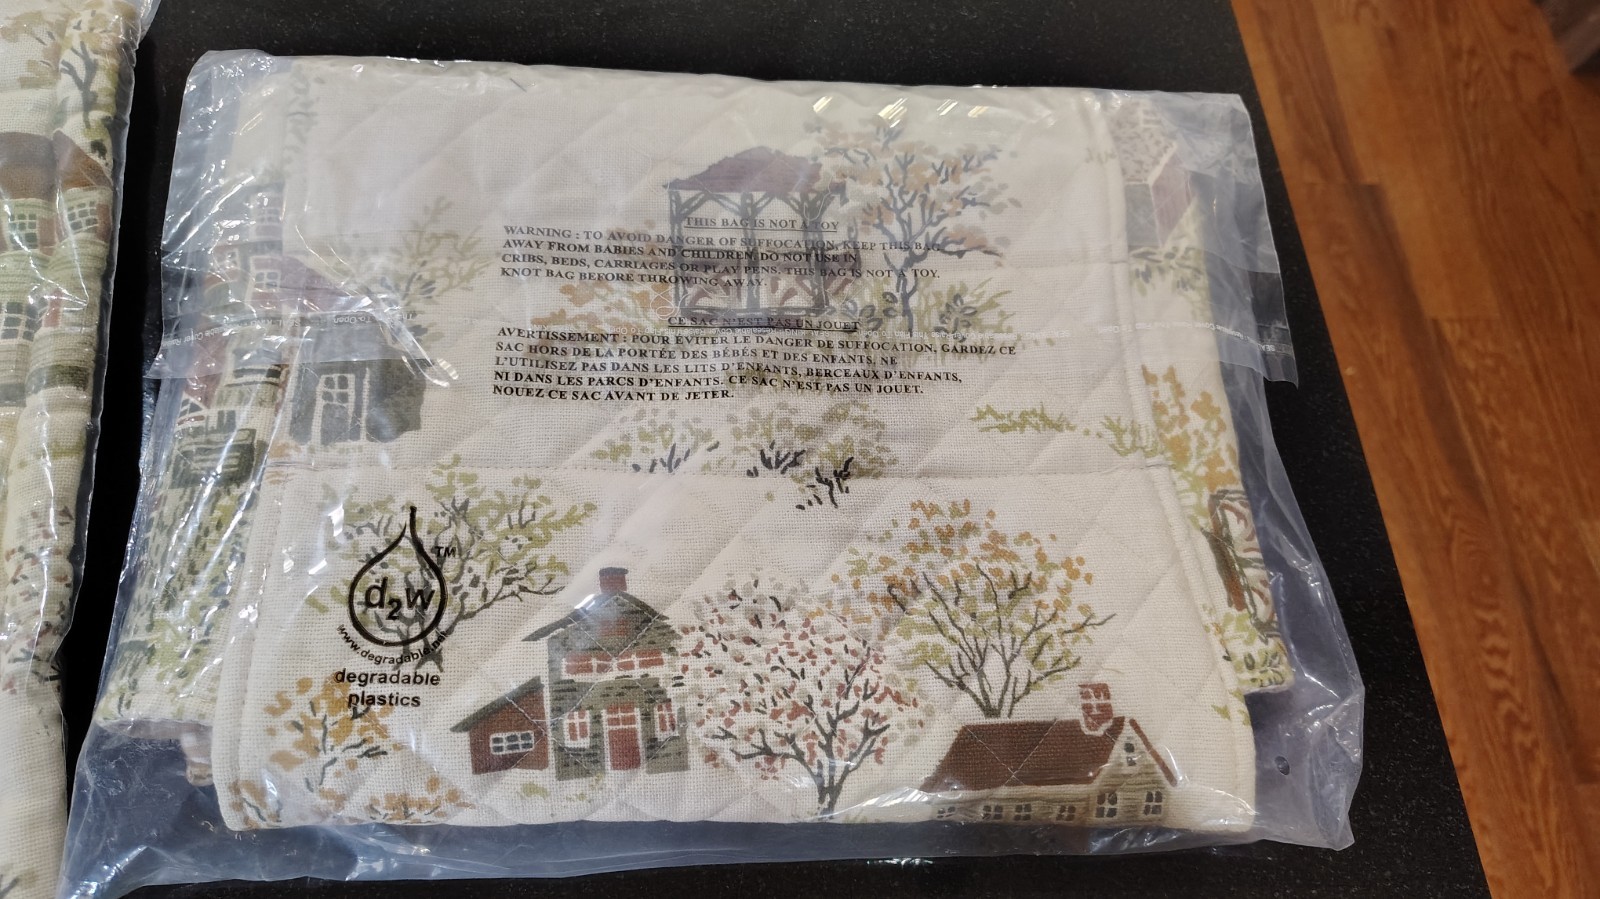 THIS BAG IS NOT A TOY
WARNING : TO AVOID DANGER OF SUFFOCATION, KEEP THIS BAG
AWAY FROM BABIES AND CHILDREN. DO NOT USE IN
CRIBS, BEDS, CARRIAGES OR PLAY PENS. THIS BAG IS NOT A TOY.
KNOT BAG BEFORE THROWING AWAY.
CE SAC N'EST PAS UN JOUET
AVERTISSEMENT : POUR ÉVITER LE DANGER DE SUFFOCATION, GARDEZ CE
SAC HORS DE LA PORTÉE DES BÉBÉS ET DES ENFANTS, NE
L'UTILISEZ PAS DANS LES LITS D'ENFANTS, BERCEAUX D'ENFANTS,
NI DANS LES PARCS D'ENFANTS. CE SAC N'EST PAS UN JOUET.
NOUEZ CE SAC AVANT DE JETER.
d2w TM
www.degradable.net
degradable
plastics